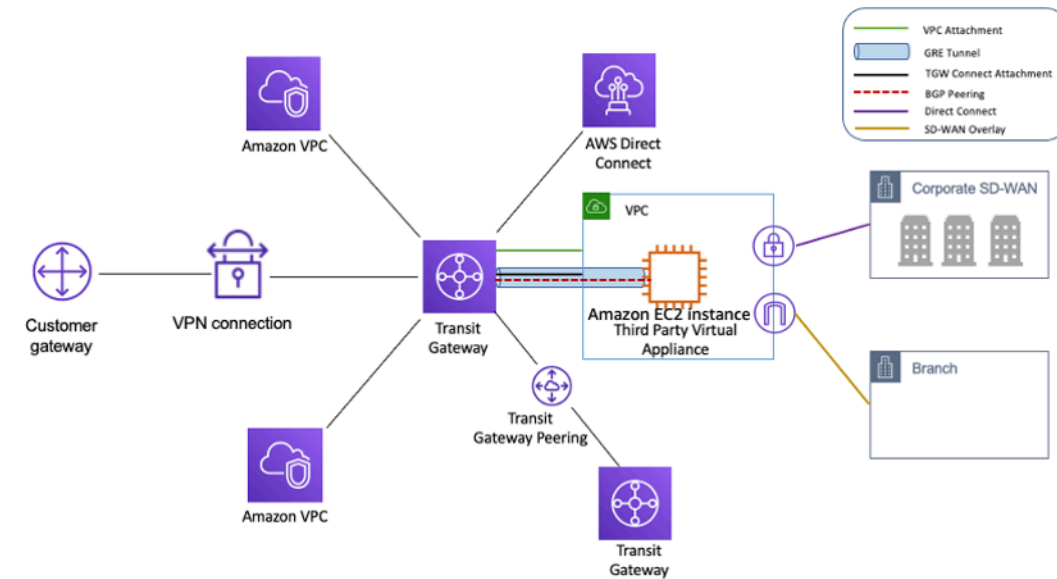 VPC Attachment
GRE Tunnel
TGW Connect Attachment
BGP Peering
Direct Connect
SD-WAN Overlay
Amazon VPC
AWS Direct
Connect
VPC
Corporate SD-WAN
Customer
gateway
VPN connection
Transit
Gateway
Amazon EC2 instance
Third Party Virtual
Appliance
Branch
Transit
Gateway Peering
Amazon VPC
Transit
Gateway